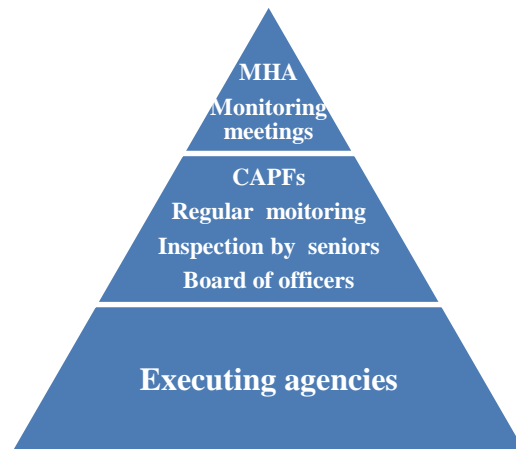 MHA
Monitoring
meetings
CAPFs
Regular moitoring
Inspection by seniors
Board of officers
Executing agencies